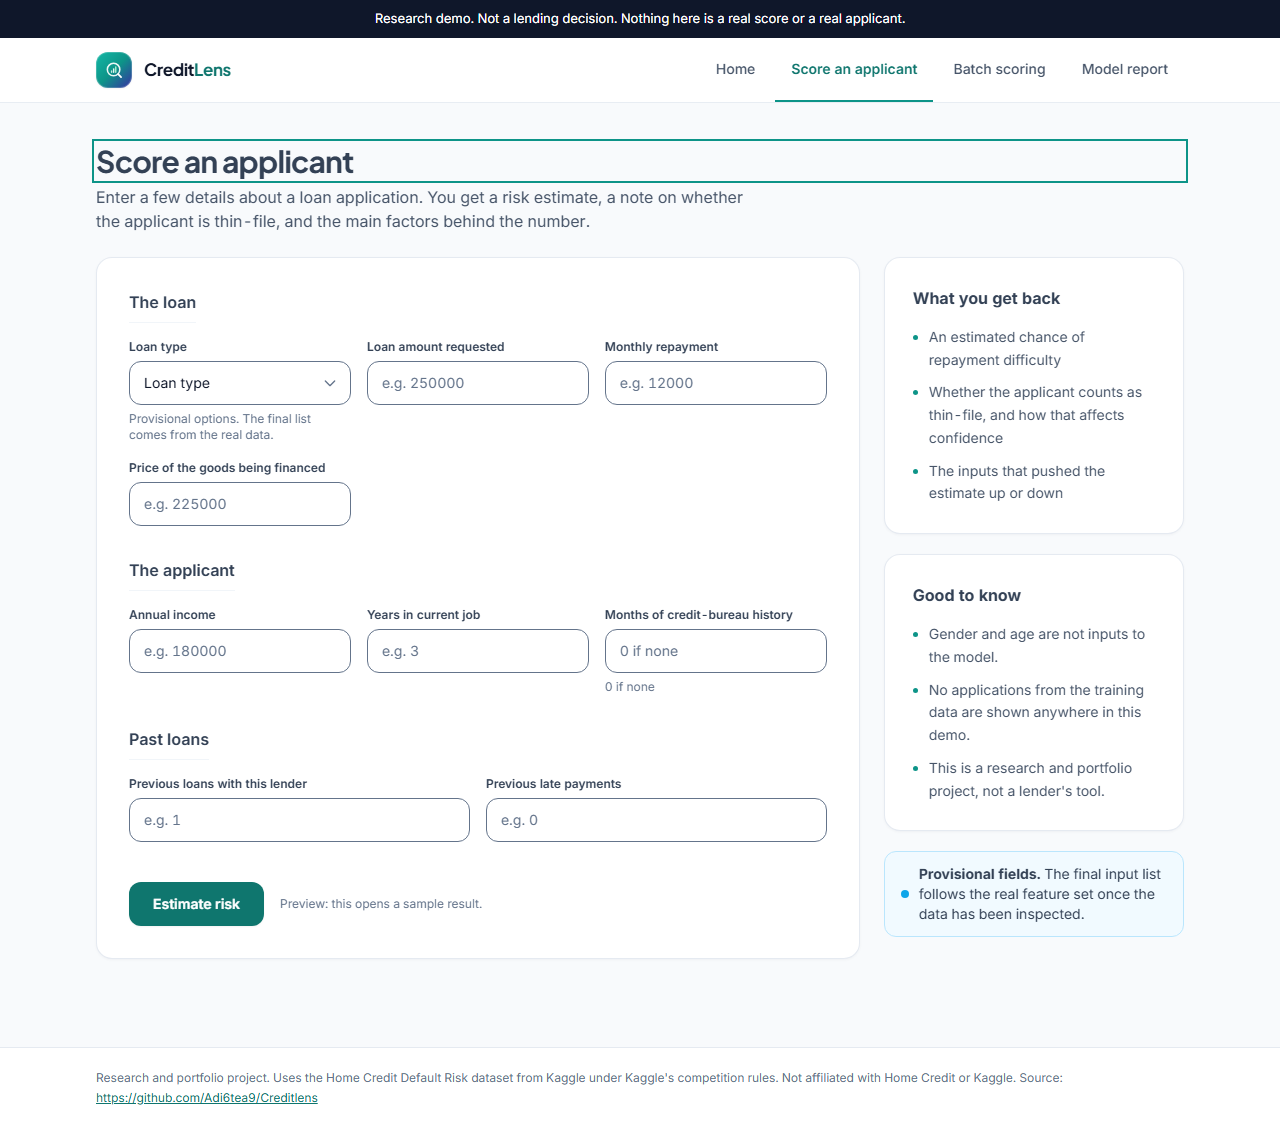 Research demo. Not a lending decision. Nothing here is a real score or a real applicant.
CreditLens
Home
Score an applicant
Batch scoring
Model report
Score an applicant
Enter a few details about a loan application. You get a risk estimate, a note on whether
the applicant is thin-file, and the main factors behind the number.
The loan
Loan type
Loan amount requested
Monthly repayment
Loan type
e.g. 250000
e.g. 12000
Provisional options. The final list
comes from the real data.
Price of the goods being financed
e.g. 225000
The applicant
Annual income
Years in current job
Months of credit-bureau history
e.g. 180000
e.g. 3
0 if none
0 if none
Past loans
Previous loans with this lender
Previous late payments
e.g. 1
e.g. 0
Estimate risk
Preview: this opens a sample result.
What you get back
An estimated chance of
repayment difficulty
Whether the applicant counts as
thin-file, and how that affects
confidence
The inputs that pushed the
estimate up or down
Good to know
Gender and age are not inputs to
the model.
No applications from the training
data are shown anywhere in this
demo.
This is a research and portfolio
project, not a lender's tool.
Provisional fields. The final input list
follows the real feature set once the
data has been inspected.
Research and portfolio project. Uses the Home Credit Default Risk dataset from Kaggle under Kaggle's competition rules. Not affiliated with Home Credit or Kaggle. Source:
https://github.com/Adi6tea9/Creditlens